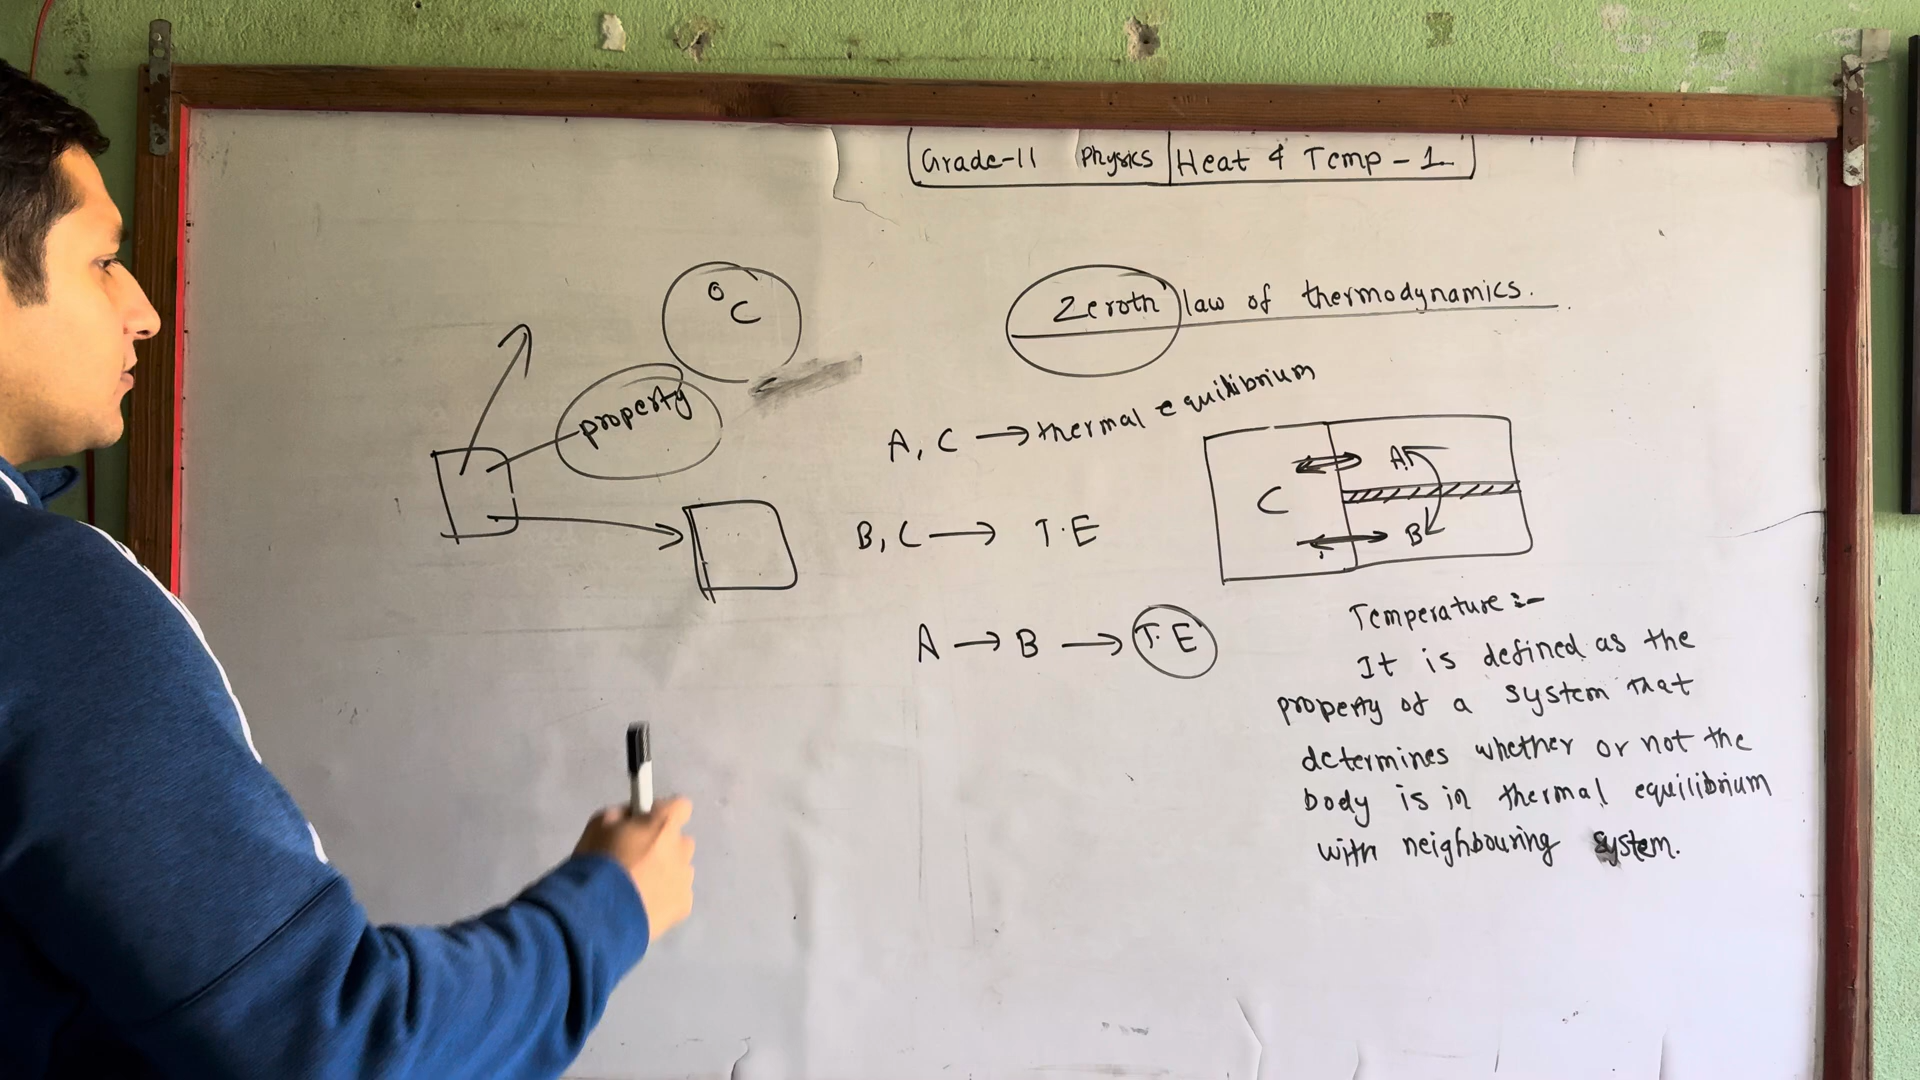 Grade-11 Physics Heat & Temp - 1
°C
property
Zeroth law of thermodynamics.
A, C → thermal equilibrium
B, C → T.E
A → B → T.E
C
A
B
Temperature :-
It is defined as the
property of a system that
determines whether or not the
body is in thermal equilibrium
with neighbouring system.